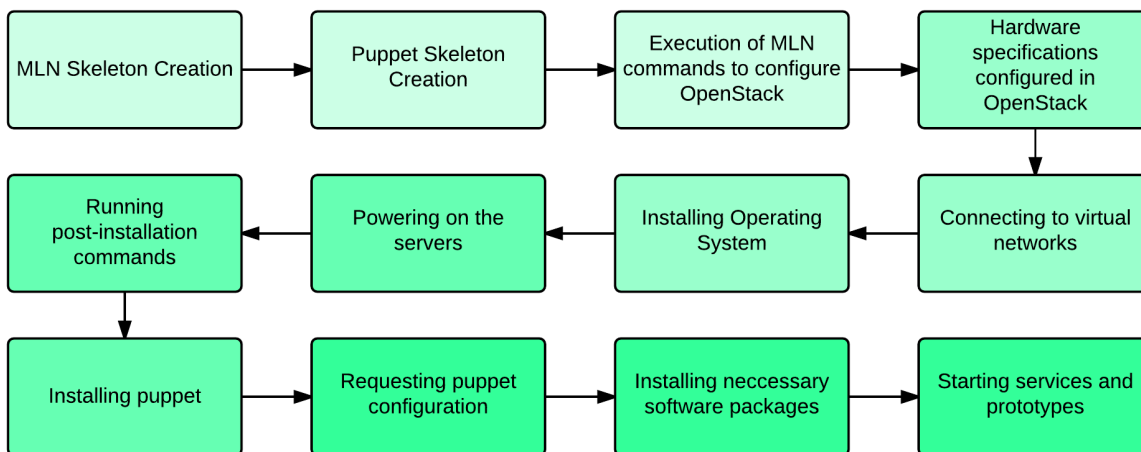 MLN Skeleton Creation
Puppet Skeleton
Creation
Execution of MLN
commands to configure
OpenStack
Hardware
specifications
configured in
OpenStack
Connecting to virtual
networks
Installing Operating
System
Powering on the
servers
Running
post-installation
commands
Installing puppet
Requesting puppet
configuration
Installing neccessary
software packages
Starting services and
prototypes